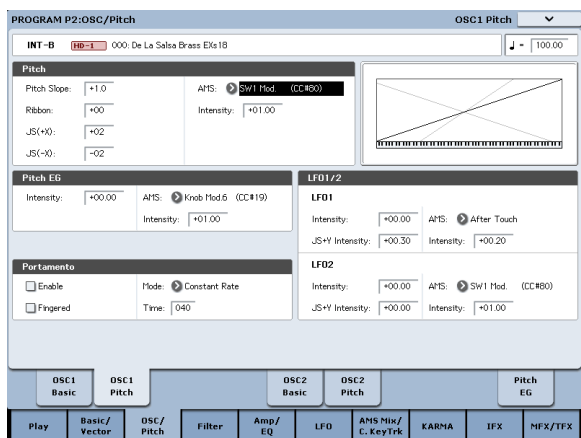 PROGRAM P2:OSC/Pitch OSC1 Pitch
INT-B HD-1 000: De La Salsa Brass EXs18 ♩ = 100.00
Pitch
Pitch Slope: +1.0 AMS: SW1 Mod. (CC#80)
Ribbon: +00 Intensity: +01.00
JS(+X): +02
JS(-X): -02
Pitch EG
Intensity: +00.00 AMS: Knob Mod.6 (CC#19)
Intensity: +01.00
LFO1/2
LFO1
Intensity: +00.00 AMS: After Touch
JS+Y Intensity: +00.30 Intensity: +00.20
LFO2
Intensity: +00.00 AMS: SW1 Mod. (CC#80)
JS+Y Intensity: +00.00 Intensity: +01.00
Portamento
Enable Mode: Constant Rate
Fingered Time: 040
OSC1 Basic
OSC1 Pitch
OSC2 Basic
OSC2 Pitch
Pitch EG
Play
Basic/ Vector
OSC/ Pitch
Filter
Amp/ EQ
LFO
AMS Mix/ C. KeyTrk
KARMA
IFX
MFX/TFX